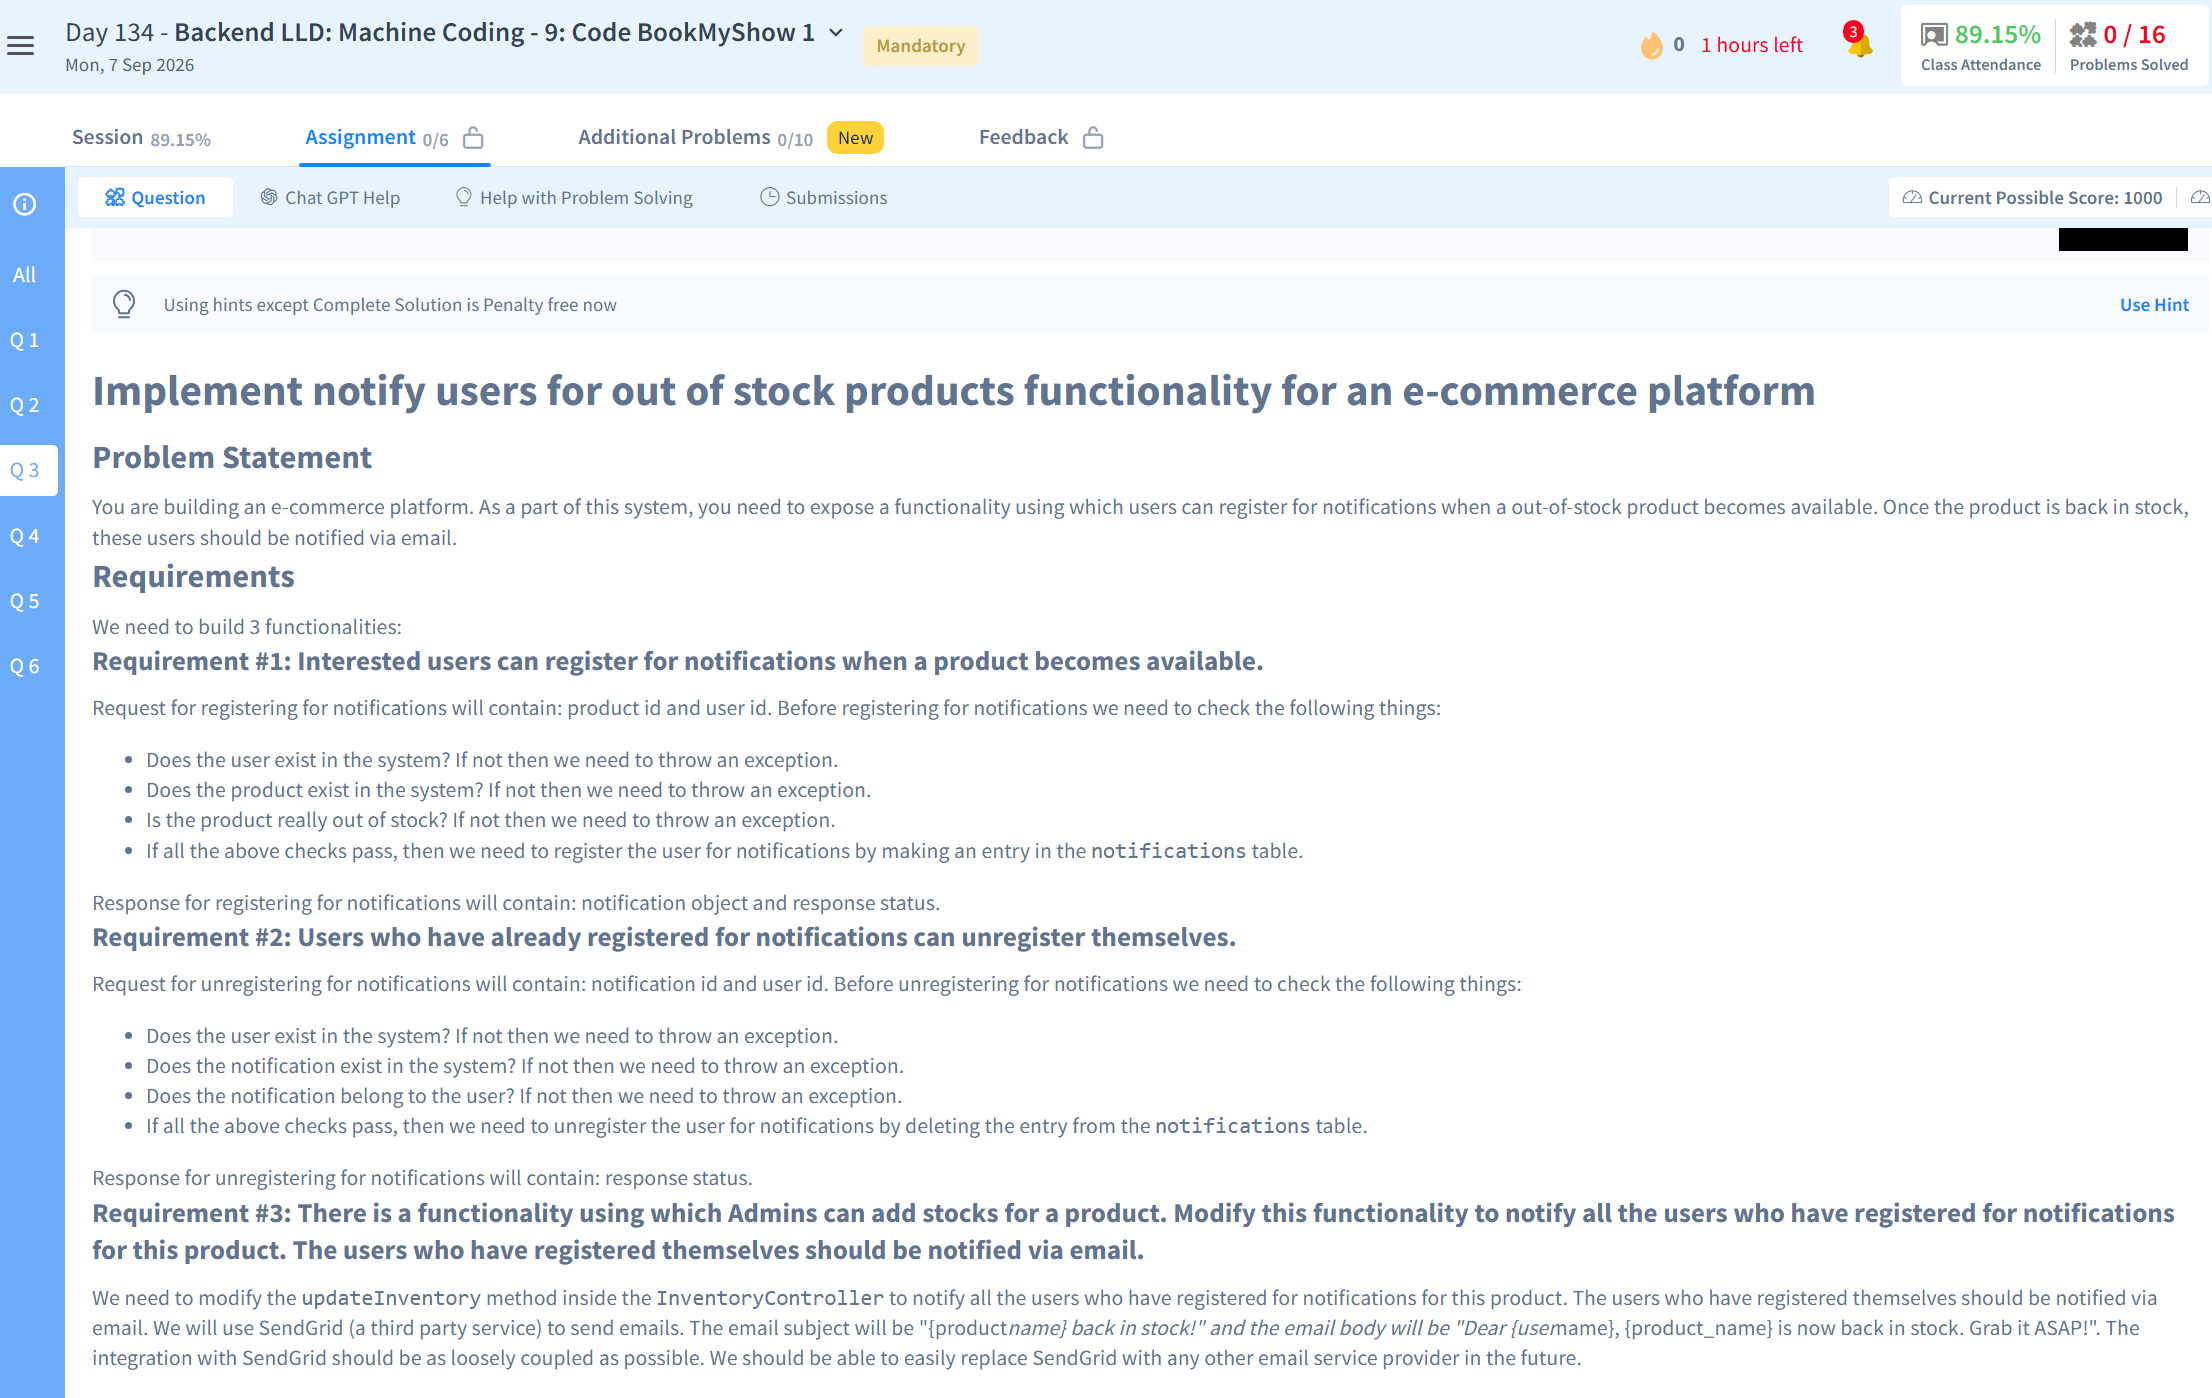 Day 134 - Backend LLD: Machine Coding - 9: Code BookMyShow 1
Mandatory
Mon, 7 Sep 2026
0
1 hours left
3
89.15%
Class Attendance
0 / 16
Problems Solved
Session 89.15%
Assignment 0/6
Additional Problems 0/10
New
Feedback
Question
Chat GPT Help
Help with Problem Solving
Submissions
Current Possible Score: 1000
All
Q 1
Q 2
Q 3
Q 4
Q 5
Q 6
Using hints except Complete Solution is Penalty free now
Use Hint
Implement notify users for out of stock products functionality for an e-commerce platform
Problem Statement
You are building an e-commerce platform. As a part of this system, you need to expose a functionality using which users can register for notifications when a out-of-stock product becomes available. Once the product is back in stock,
these users should be notified via email.
Requirements
We need to build 3 functionalities:
Requirement #1: Interested users can register for notifications when a product becomes available.
Request for registering for notifications will contain: product id and user id. Before registering for notifications we need to check the following things:
• Does the user exist in the system? If not then we need to throw an exception.
• Does the product exist in the system? If not then we need to throw an exception.
• Is the product really out of stock? If not then we need to throw an exception.
• If all the above checks pass, then we need to register the user for notifications by making an entry in the notifications table.
Response for registering for notifications will contain: notification object and response status.
Requirement #2: Users who have already registered for notifications can unregister themselves.
Request for unregistering for notifications will contain: notification id and user id. Before unregistering for notifications we need to check the following things:
• Does the user exist in the system? If not then we need to throw an exception.
• Does the notification exist in the system? If not then we need to throw an exception.
• Does the notification belong to the user? If not then we need to throw an exception.
• If all the above checks pass, then we need to unregister the user for notifications by deleting the entry from the notifications table.
Response for unregistering for notifications will contain: response status.
Requirement #3: There is a functionality using which Admins can add stocks for a product. Modify this functionality to notify all the users who have registered for notifications
for this product. The users who have registered themselves should be notified via email.
We need to modify the updateInventory method inside the InventoryController to notify all the users who have registered for notifications for this product. The users who have registered themselves should be notified via
email. We will use SendGrid (a third party service) to send emails. The email subject will be "{productname} back in stock!" and the email body will be "Dear {usemame}, {product_name} is now back in stock. Grab it ASAP!". The
integration with SendGrid should be as loosely coupled as possible. We should be able to easily replace SendGrid with any other email service provider in the future.